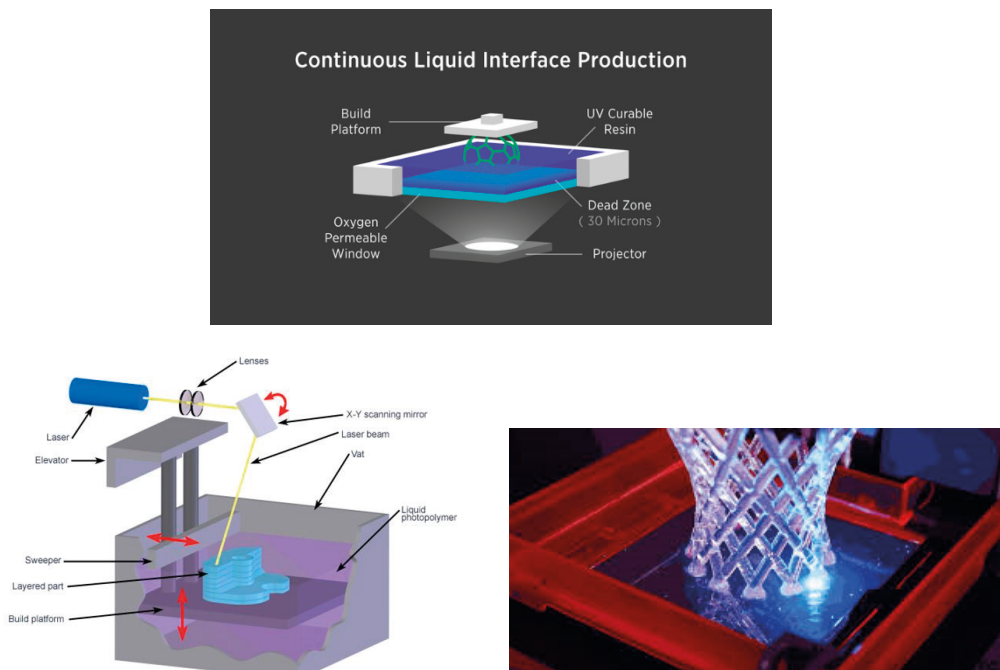 Continuous Liquid Interface Production
Build
Platform
UV Curable
Resin
Oxygen
Permeable
Window
Dead Zone
( 30 Microns )
Projector
Lenses
Laser
X-Y scanning mirror
Elevator
Laser beam
Vat
Liquid
photopolymer
Sweeper
Layered part
Build platform